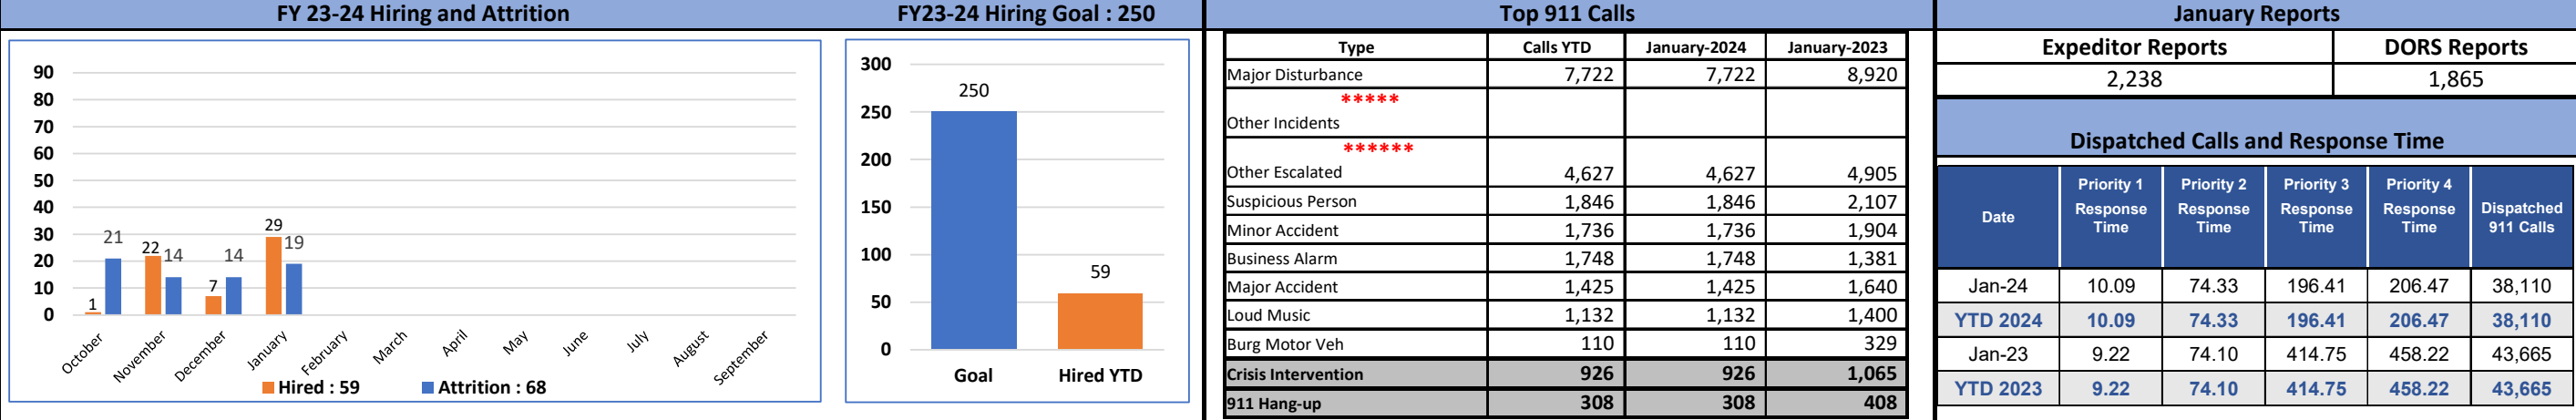 FY 23-24 Hiring and Attrition
90
80
70
60
50
40
30
20
10
0
1
21
22
14
7
14
29
19
October
November
December
January
February
March
April
May
June
July
August
September
Hired : 59
Attrition : 68
FY23-24 Hiring Goal : 250
300
250
200
150
100
50
0
250
59
Goal
Hired YTD
Top 911 Calls
Type Calls YTD January-2024 January-2023
Major Disturbance 7,722 7,722 8,920
*****
Other Incidents
******
Other Escalated 4,627 4,627 4,905
Suspicious Person 1,846 1,846 2,107
Minor Accident 1,736 1,736 1,904
Business Alarm 1,748 1,748 1,381
Major Accident 1,425 1,425 1,640
Loud Music 1,132 1,132 1,400
Burg Motor Veh 110 110 329
Crisis Intervention 926 926 1,065
911 Hang-up 308 308 408
January Reports
Expeditor Reports DORS Reports
2,238 1,865
Dispatched Calls and Response Time
Date
Priority 1
Response
Time
Priority 2
Response
Time
Priority 3
Response
Time
Priority 4
Response
Time
Dispatched
911 Calls
Jan-24 10.09 74.33 196.41 206.47 38,110
YTD 2024 10.09 74.33 196.41 206.47 38,110
Jan-23 9.22 74.10 414.75 458.22 43,665
YTD 2023 9.22 74.10 414.75 458.22 43,665